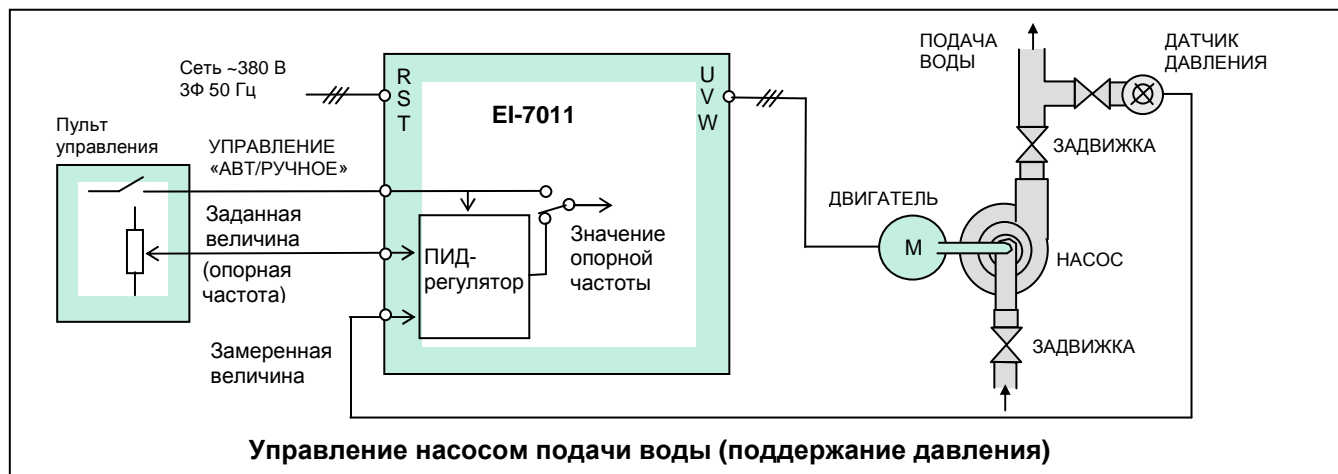 Сеть ~380 В
3Ф 50 Гц
R
S
T
EI-7011
U
V
W
ПОДАЧА
ВОДЫ
ДАТЧИК
ДАВЛЕНИЯ
Пульт
управления
УПРАВЛЕНИЕ
«АВТ/РУЧНОЕ»
ЗАДВИЖКА
ДВИГАТЕЛЬ
Заданная
величина
(опорная
частота)
ПИД-
регулятор
Значение
опорной
частоты
М
НАСОС
Замеренная
величина
ЗАДВИЖКА
Управление насосом подачи воды (поддержание давления)